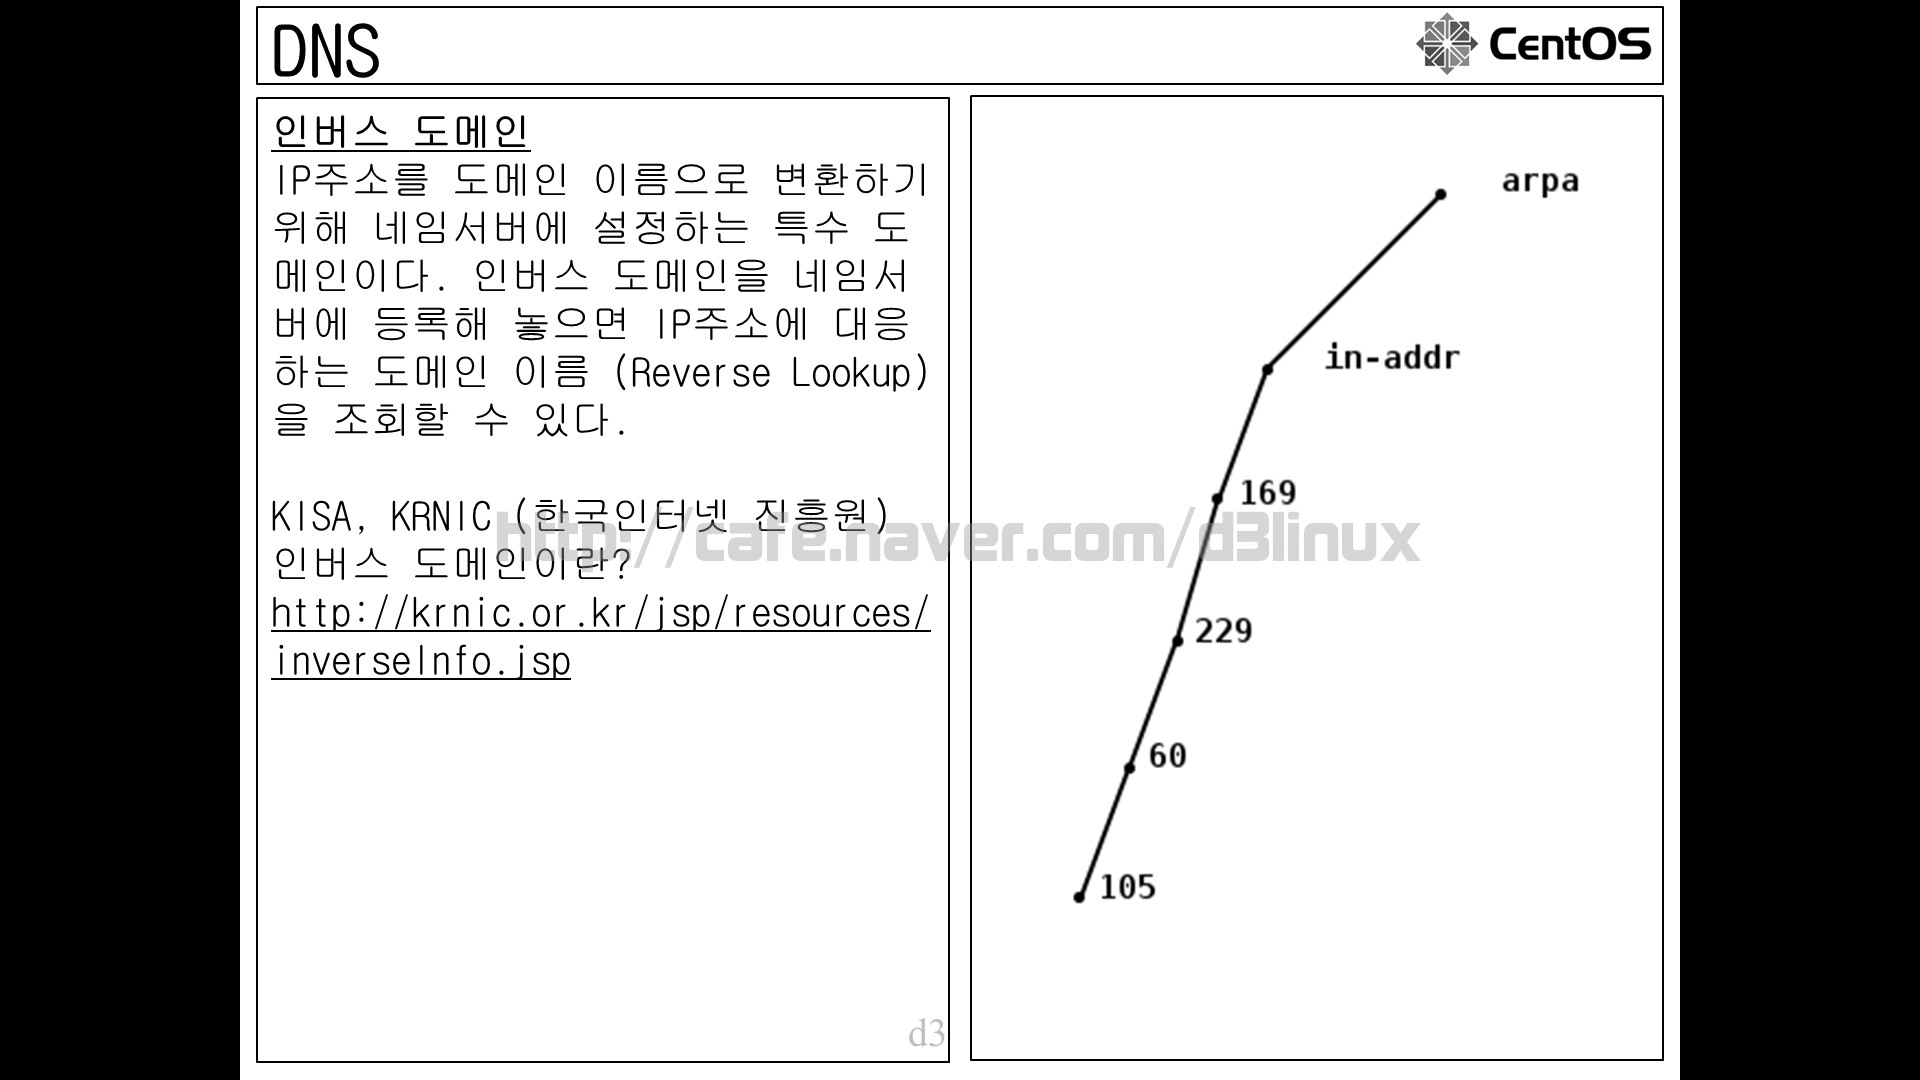 DNS
CentOS
인버스 도메인
IP주소를 도메인 이름으로 변환하기
위해 네임서버에 설정하는 특수 도
메인이다. 인버스 도메인을 네임서
버에 등록해 놓으면 IP주소에 대응
하는 도메인 이름 (Reverse Lookup)
을 조회할 수 있다.
KISA, KRNIC (한국인터넷 진흥원)
인버스 도메인이란?
http://krnic.or.kr/jsp/resources/
inverseInfo.jsp
http://cafe.naver.com/d3linux
d3
arpa
in-addr
169
229
60
105